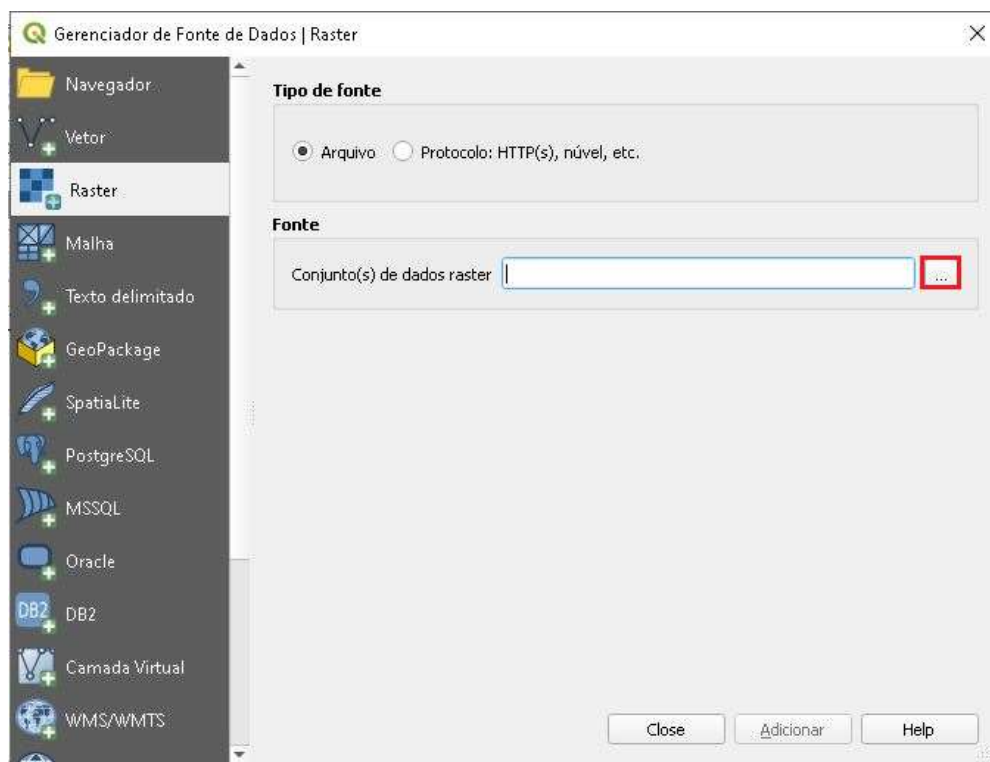 Gerenciador de Fonte de Dados | Raster
Navegador
Vetor
Raster
Malha
Texto delimitado
GeoPackage
SpatiaLite
PostgreSQL
MSSQL
Oracle
DB2
DB2
Camada Virtual
WMS/WMTS
Tipo de fonte
Arquivo
Protocolo: HTTP(s), núvel, etc.
Fonte
Conjunto(s) de dados raster
...
Close
Adicionar
Help